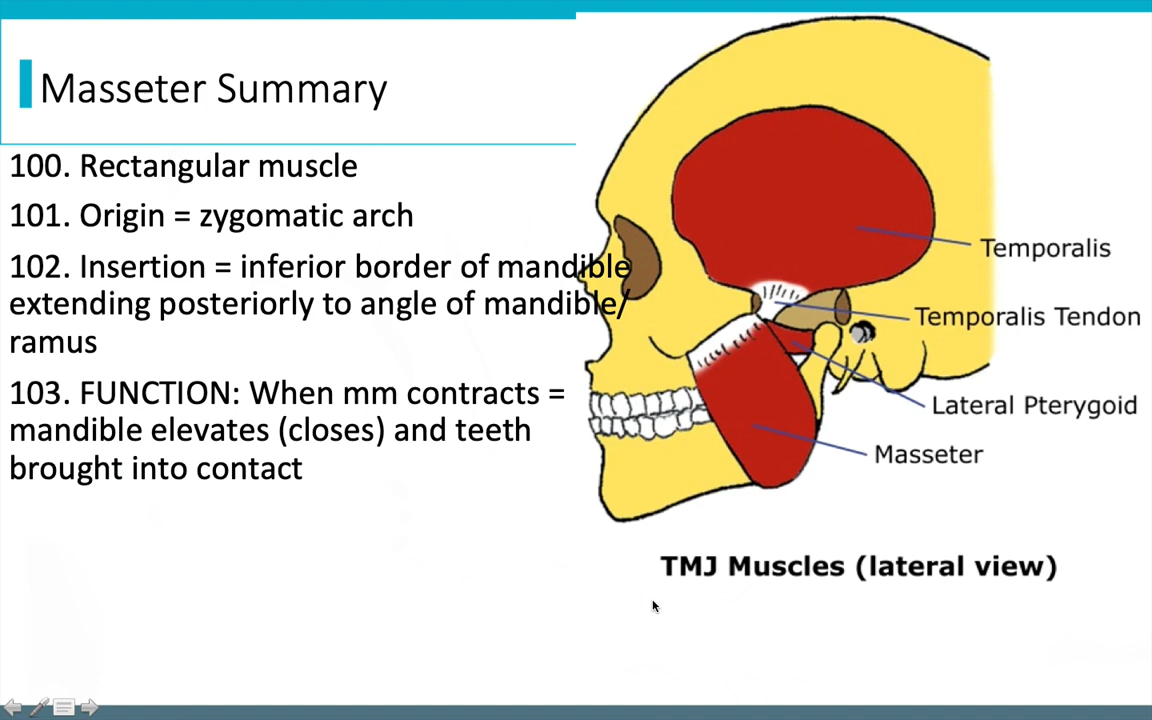 Masseter Summary
100. Rectangular muscle
101. Origin = zygomatic arch
102. Insertion = inferior border of mandible
extending posteriorly to angle of mandible/
ramus
103. FUNCTION: When mm contracts =
mandible elevates (closes) and teeth
brought into contact
Temporalis
Temporalis Tendon
Lateral Pterygoid
Masseter
TMJ Muscles (lateral view)